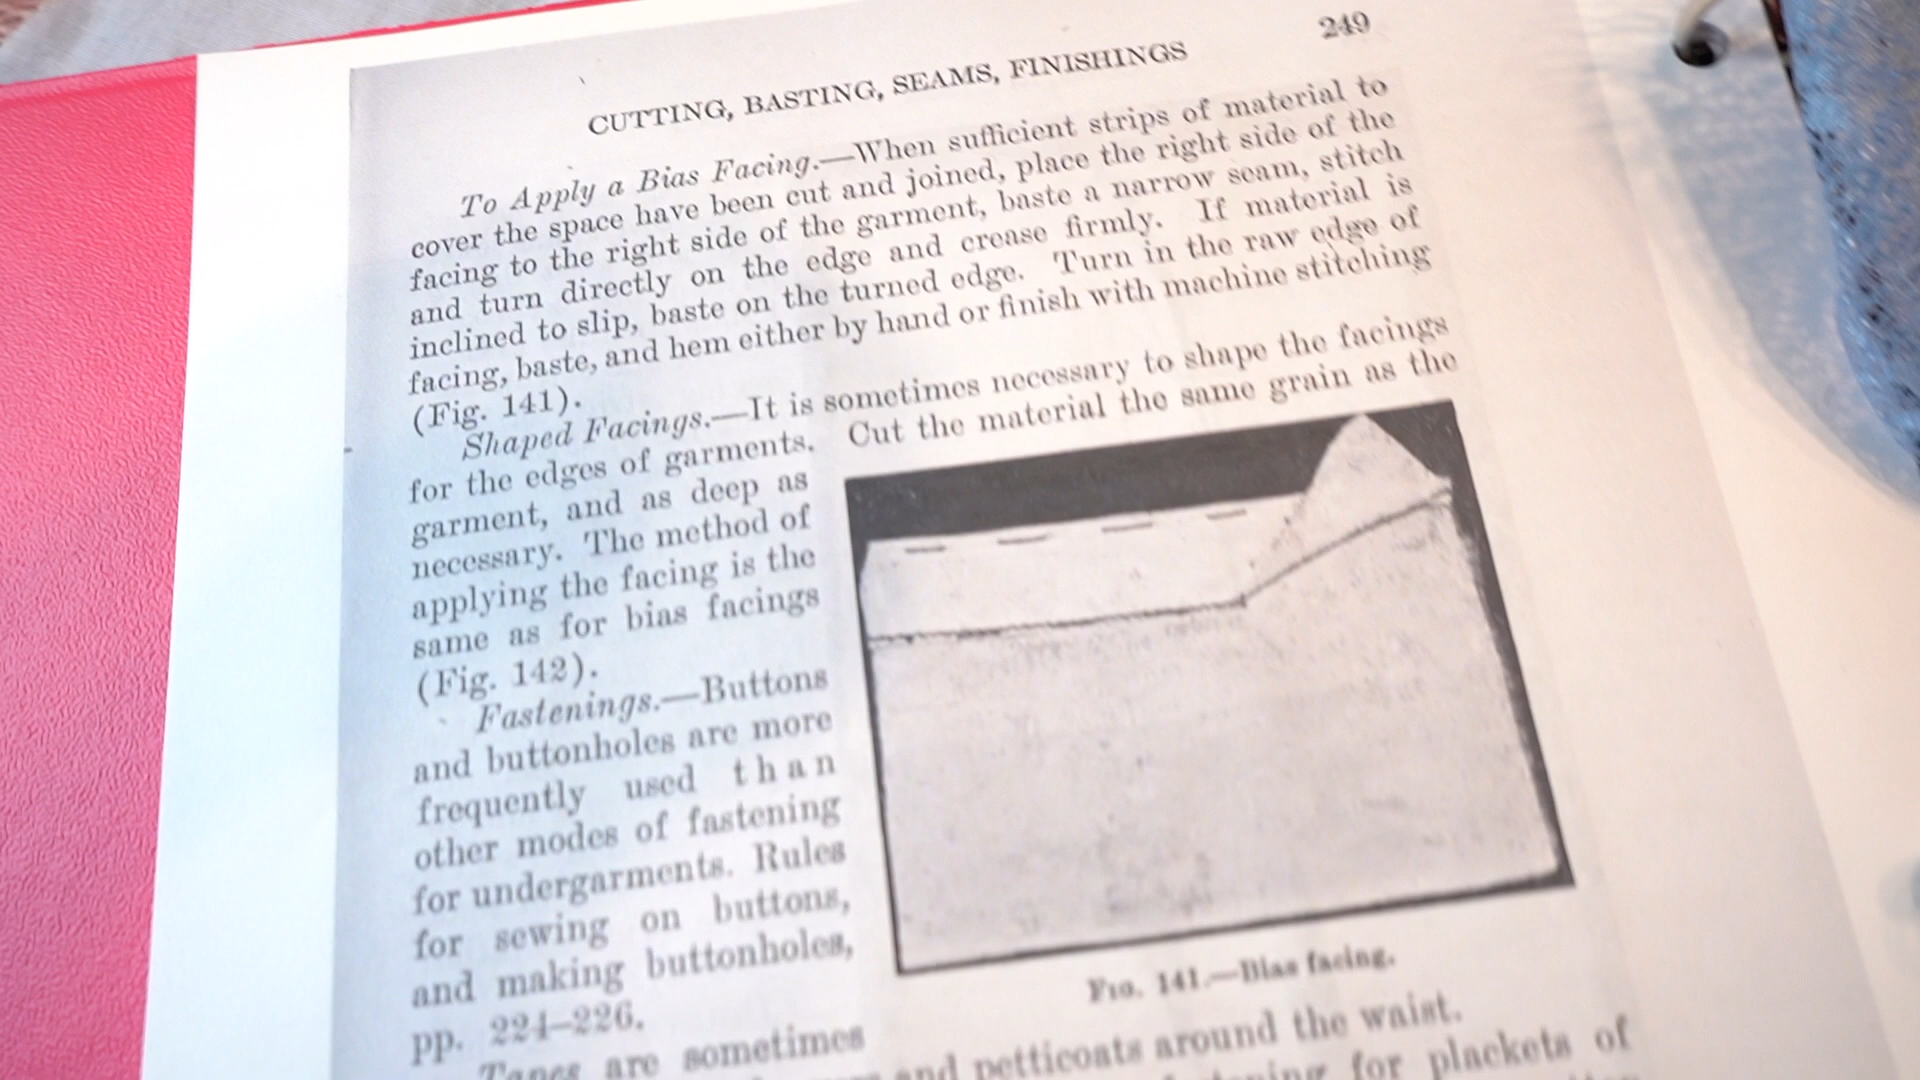 249
CUTTING, BASTING, SEAMS, FINISHINGS
To Apply a Bias Facing.—When sufficient strips of material to
cover the space have been cut and joined, place the right side of the
facing to the right side of the garment, baste a narrow seam, stitch
and turn directly on the edge and crease firmly. If material is
inclined to slip, baste on the turned edge. Turn in the raw edge of
facing, baste, and hem either by hand or finish with machine stitching
(Fig. 141).
Shaped Facings.—It is sometimes necessary to shape the facings
for the edges of garments. Cut the material the same grain as the
garment, and as deep as
necessary. The method of
applying the facing is the
same as for bias facings
(Fig. 142).
Fastenings.—Buttons
and buttonholes are more
frequently used than
other modes of fastening
for undergarments. Rules
for sewing on buttons,
and making buttonholes,
pp. 224–226.
Fig. 141.—Bias facing.
Tapes are sometimes
and petticoats around the waist.
for plackets of